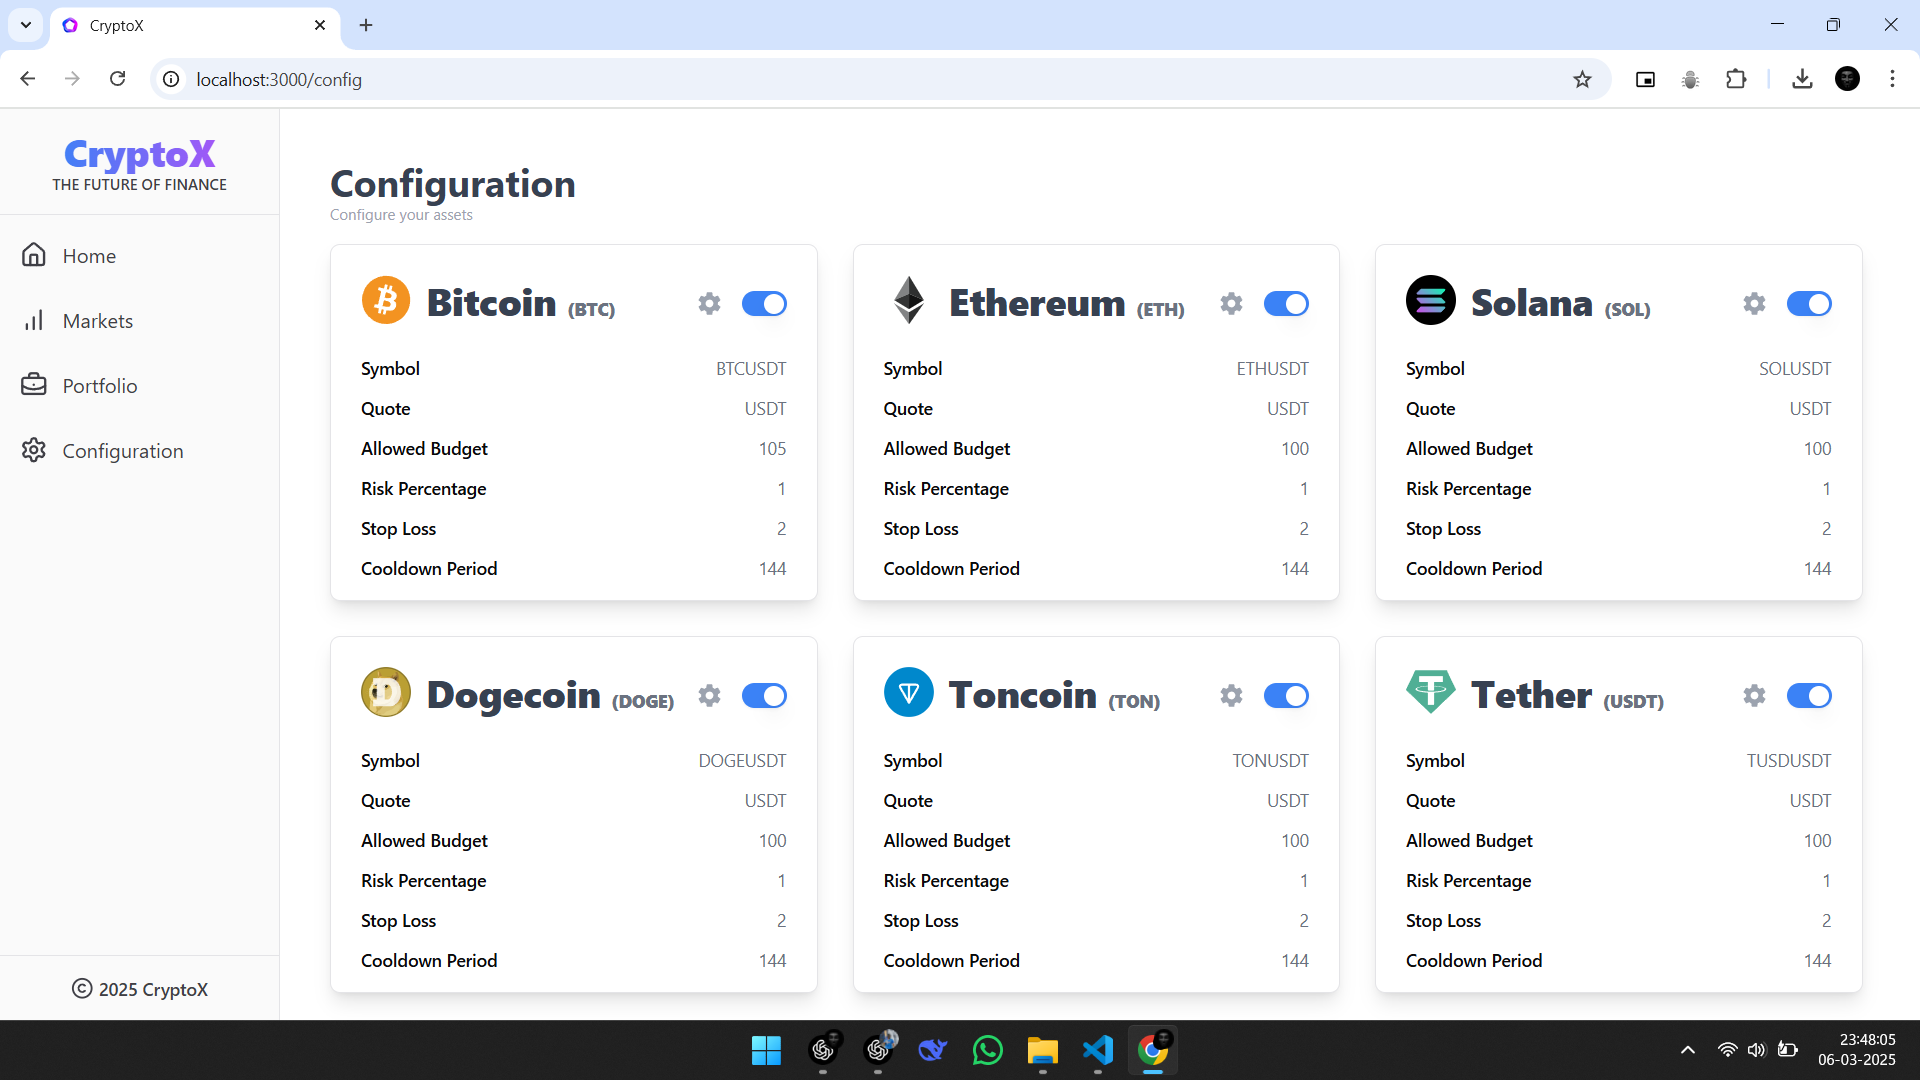 CryptoX
localhost:3000/config
CryptoX
THE FUTURE OF FINANCE
Home
Markets
Portfolio
Configuration
© 2025 CryptoX
Configuration
Configure your assets
Bitcoin (BTC)
Symbol BTCUSDT
Quote USDT
Allowed Budget 105
Risk Percentage 1
Stop Loss 2
Cooldown Period 144
Ethereum (ETH)
Symbol ETHUSDT
Quote USDT
Allowed Budget 100
Risk Percentage 1
Stop Loss 2
Cooldown Period 144
Solana (SOL)
Symbol SOLUSDT
Quote USDT
Allowed Budget 100
Risk Percentage 1
Stop Loss 2
Cooldown Period 144
Dogecoin (DOGE)
Symbol DOGEUSDT
Quote USDT
Allowed Budget 100
Risk Percentage 1
Stop Loss 2
Cooldown Period 144
Toncoin (TON)
Symbol TONUSDT
Quote USDT
Allowed Budget 100
Risk Percentage 1
Stop Loss 2
Cooldown Period 144
Tether (USDT)
Symbol TUSDUSDT
Quote USDT
Allowed Budget 100
Risk Percentage 1
Stop Loss 2
Cooldown Period 144
23:48:05
06-03-2025